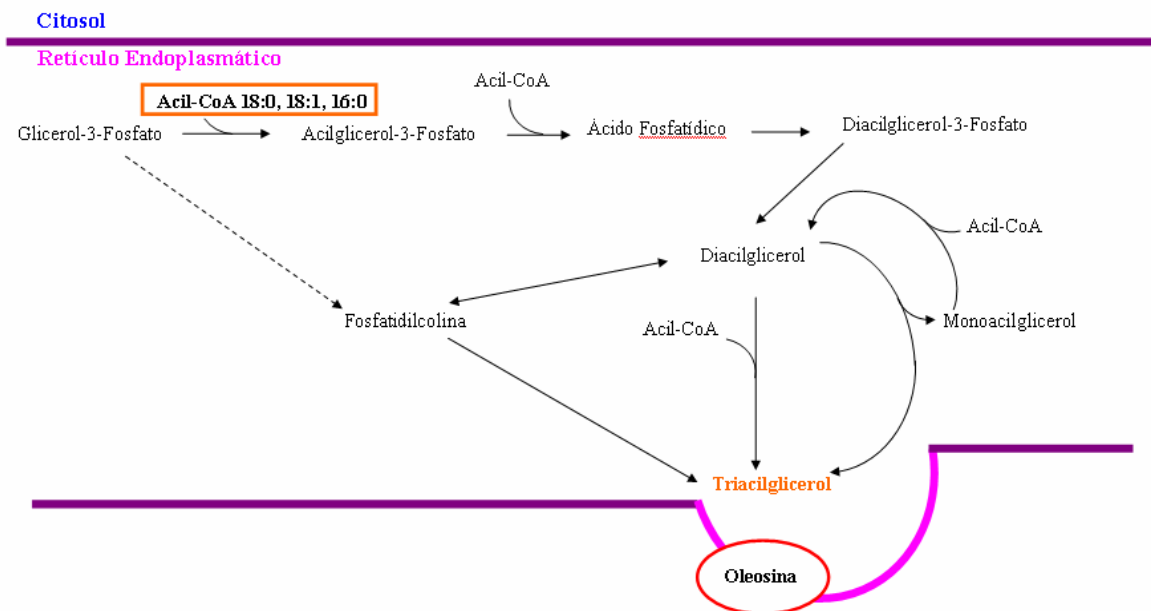 Citosol
Retículo Endoplasmático
Acil-CoA
Acil-CoA 18:0, 18:1, 16:0
Glicerol-3-Fosfato
Acilglicerol-3-Fosfato
Ácido Fosfatídico
Diacilglicerol-3-Fosfato
Acil-CoA
Diacilglicerol
Fosfatidilcolina
Acil-CoA
Monoacilglicerol
Triacilglicerol
Oleosina